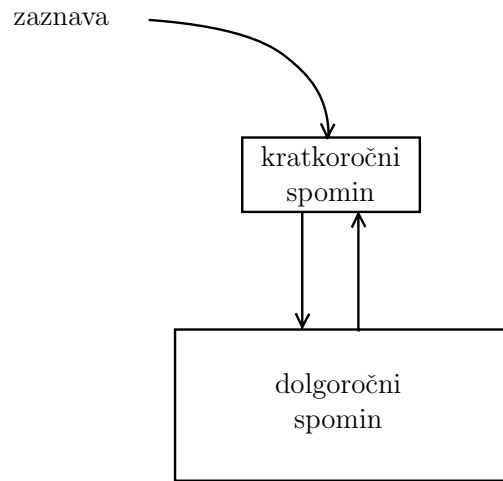 zaznava
kratkoročni
spomin
dolgoročni
spomin